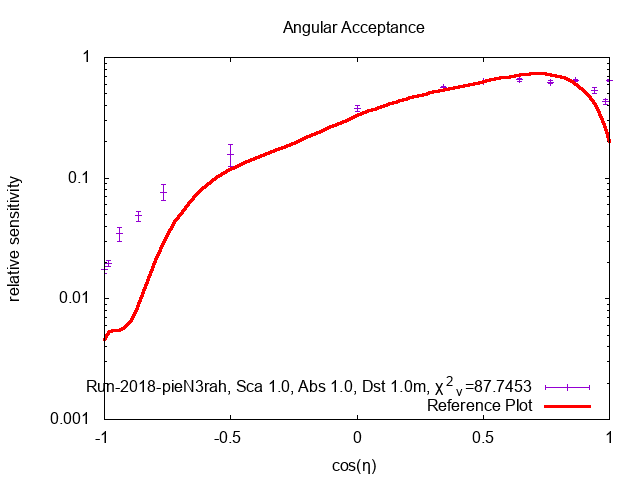 Angular Acceptance
1
0.1
0.01
0.001
relative sensitivity
Run-2018-pieN3rah, Sca 1.0, Abs 1.0, Dst 1.0m, χ²ᵥ=87.7453
Reference Plot
-1 -0.5 0 0.5 1
cos(η)